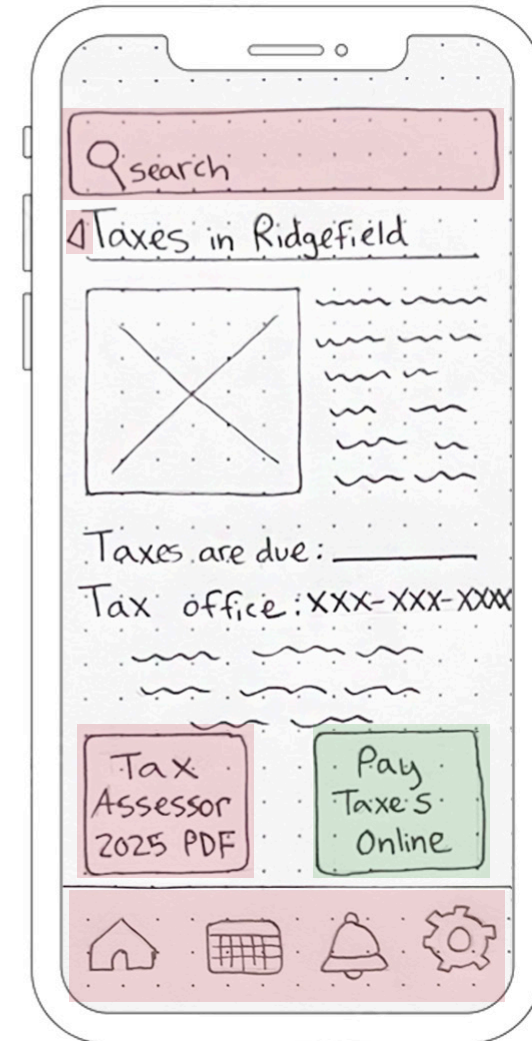 search
Taxes in Ridgefield
Taxes are due:
Tax office: XXX-XXX-XXXX
Tax
Assessor
2025 PDF
Pay
Taxes
Online